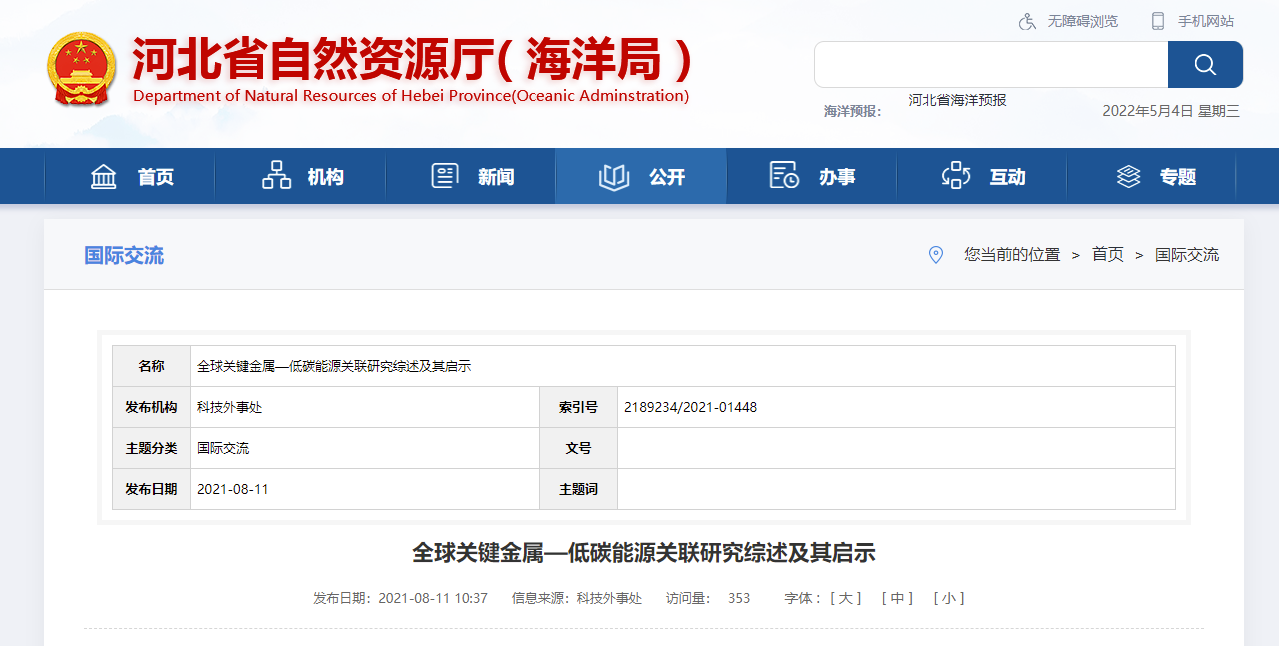 无障碍浏览 手机网站
河北省自然资源厅( 海洋局 )
Department of Natural Resources of Hebei Province(Oceanic Adminstration)
海洋预报: 河北省海洋预报 2022年5月4日 星期三
首页 机构 新闻 公开 办事 互动 专题
国际交流 您当前的位置 > 首页 > 国际交流
名称 全球关键金属—低碳能源关联研究综述及其启示
发布机构 科技外事处 索引号 2189234/2021-01448
主题分类 国际交流 文号
发布日期 2021-08-11 主题词
全球关键金属—低碳能源关联研究综述及其启示
发布日期：2021-08-11 10:37 信息来源：科技外事处 访问量： 353 字体：[ 大 ] [ 中 ] [ 小 ]